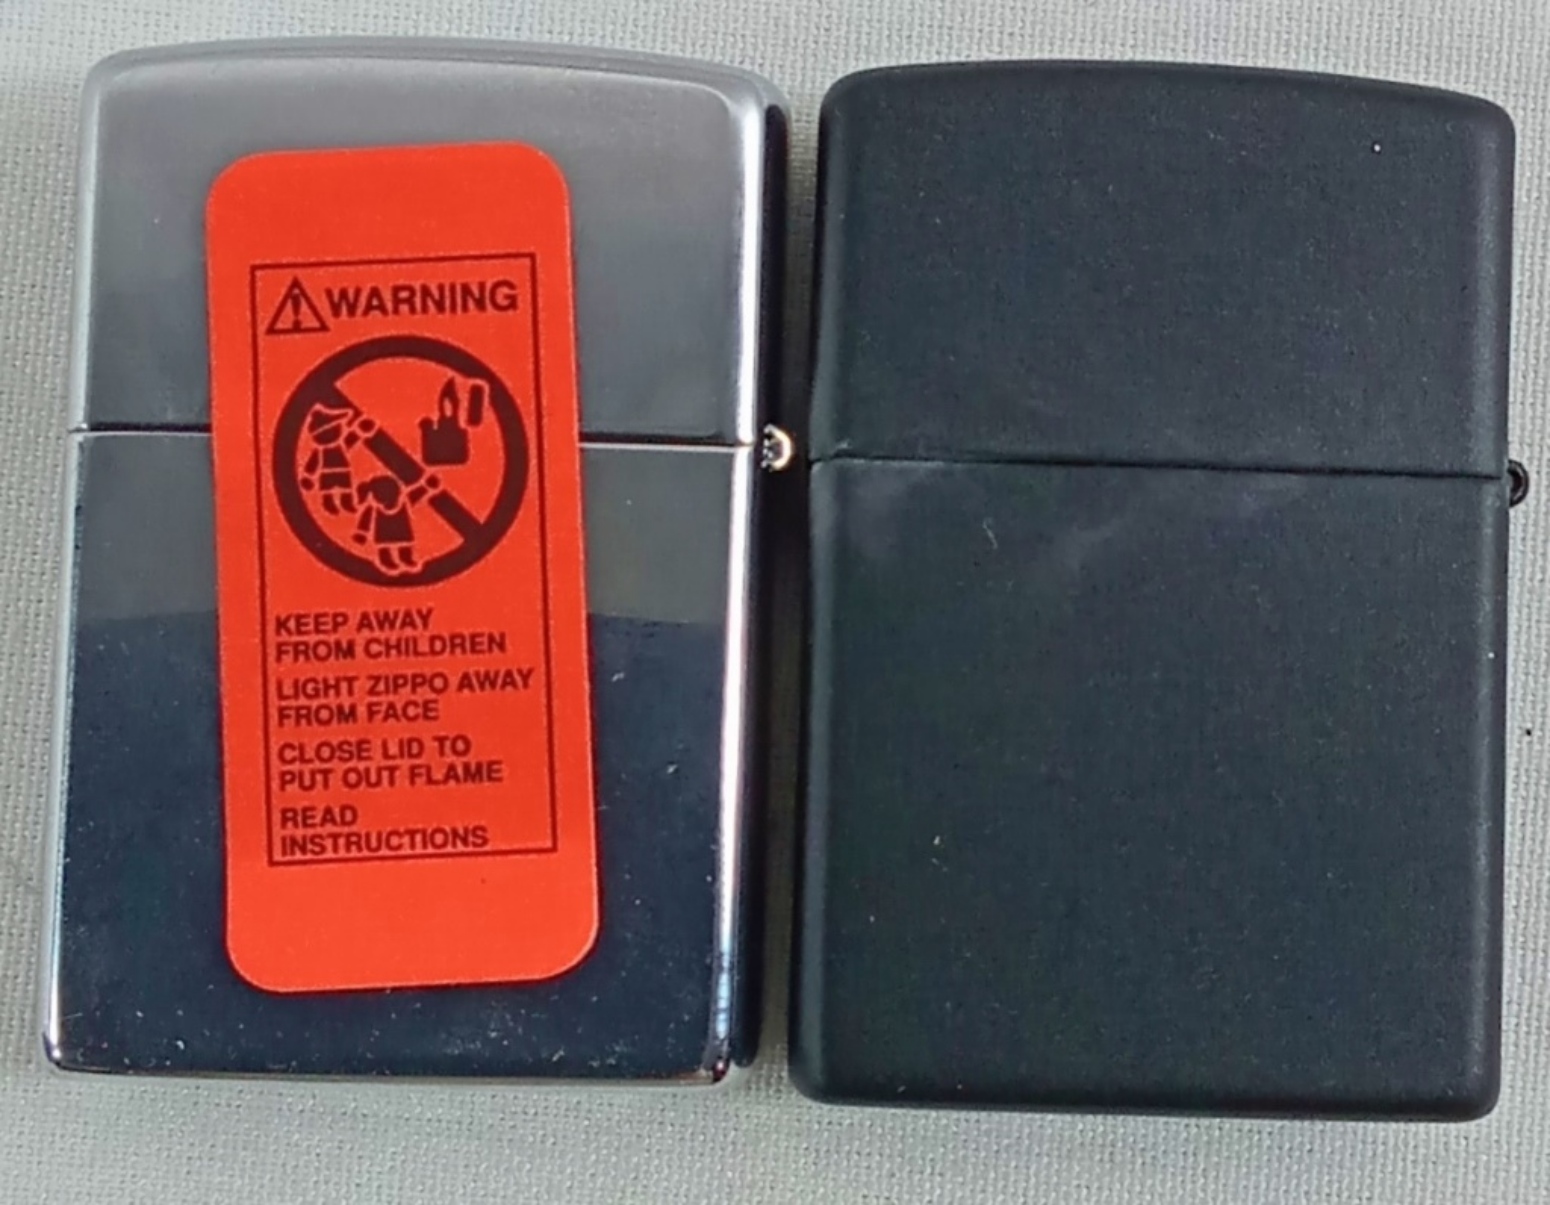 WARNING
KEEP AWAY
FROM CHILDREN
LIGHT ZIPPO AWAY
FROM FACE
CLOSE LID TO
PUT OUT FLAME
READ
INSTRUCTIONS